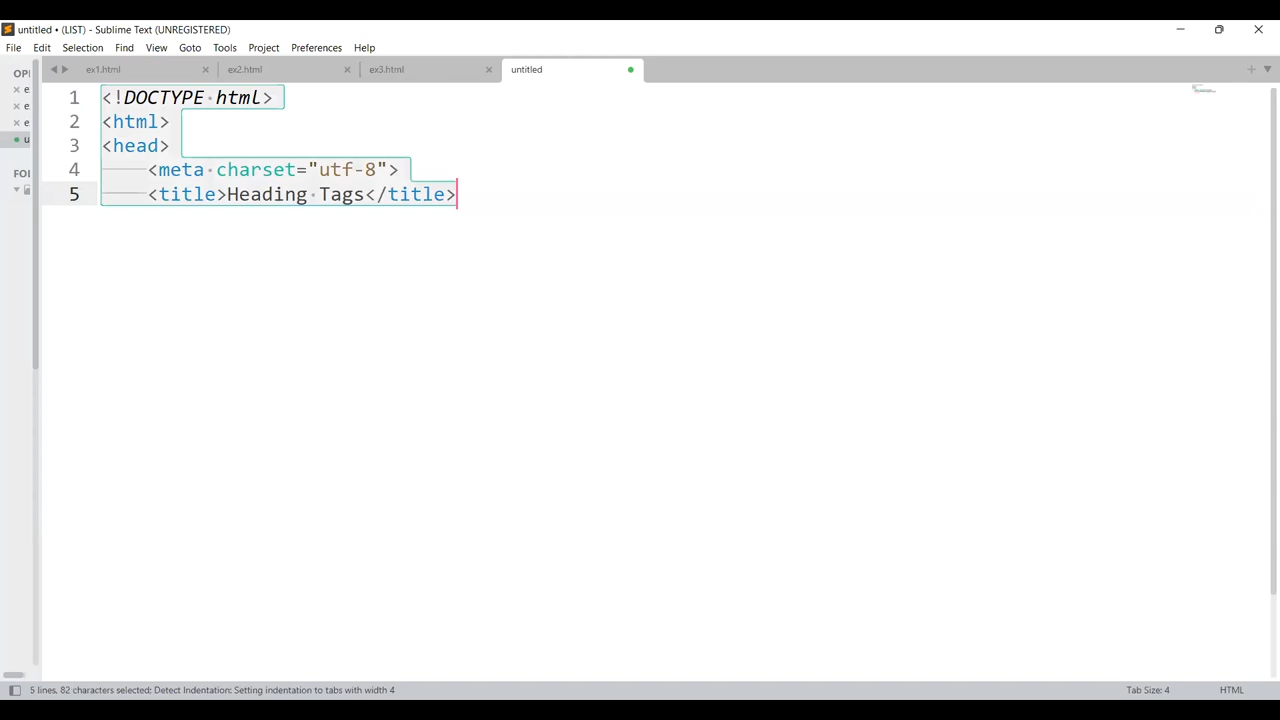 untitled • (LIST) - Sublime Text (UNREGISTERED)
File Edit Selection Find View Goto Tools Project Preferences Help
OPI
ex1.html ex2.html ex3.html untitled
e
e
e
u
FOI
1 <!DOCTYPE html>
2 <html>
3 <head>
4 <meta charset="utf-8">
5 <title>Heading Tags</title>
5 lines, 82 characters selected; Detect Indentation: Setting indentation to tabs with width 4
Tab Size: 4
HTML